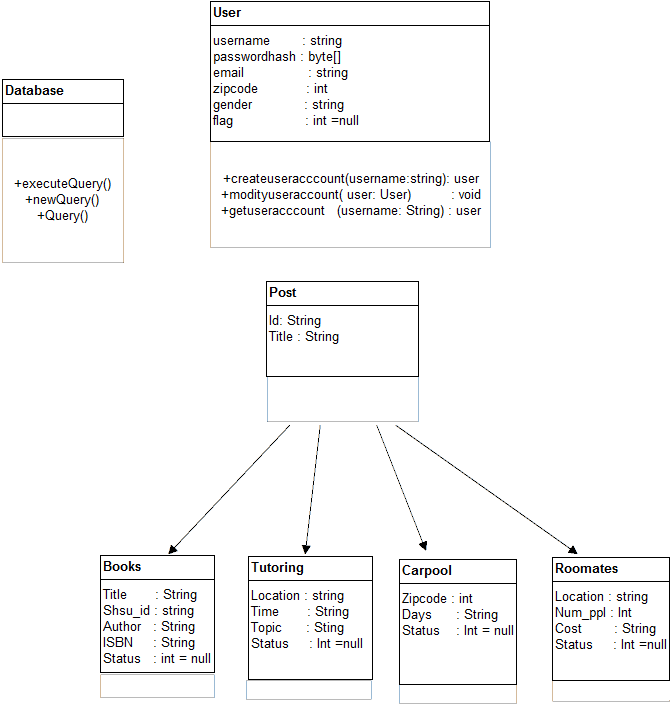 User
username : string
passwordhash : byte[]
email : string
zipcode : int
gender : string
flag : int =null
+createuseracccount(username:string): user
+modityuseraccount( user: User) : void
+getuseracccount (username: String) : user
Database
+executeQuery()
+newQuery()
+Query()
Post
Id: String
Title : String
Books
Title : String
Shsu_id : string
Author : String
ISBN : String
Status : int = null
Tutoring
Location : string
Time : String
Topic : Sting
Status : Int =null
Carpool
Zipcode : int
Days : String
Status : Int = null
Roomates
Location : string
Num_ppl : Int
Cost : String
Status : Int =null